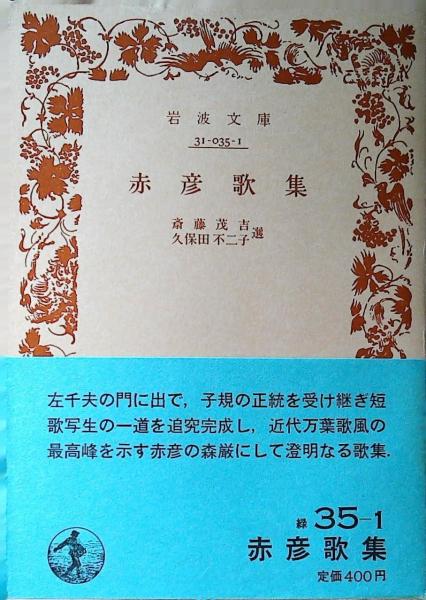 岩波文庫
31-035-1
赤彦歌集
斎藤茂吉
久保田不二子 選
左千夫の門に出で，子規の正統を受け継ぎ短
歌写生の一道を追究完成し，近代万葉歌風の
最高峰を示す赤彦の森厳にして澄明なる歌集．
緑 35-1
赤彦歌集
定価400円